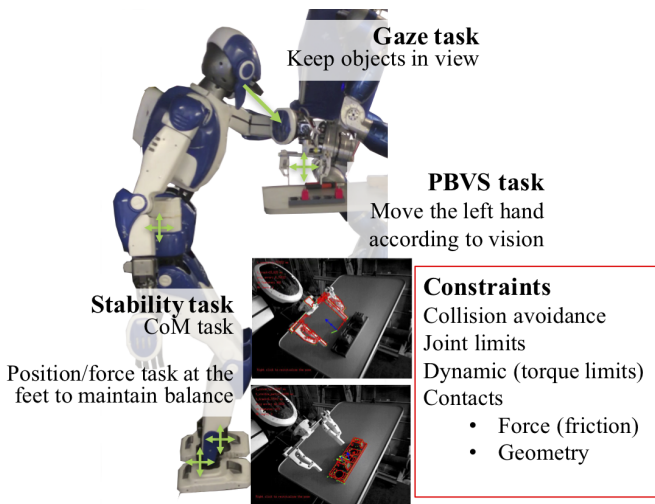 Gaze task
Keep objects in view
PBVS task
Move the left hand
according to vision
Stability task
CoM task
Position/force task at the
feet to maintain balance
Constraints
Collision avoidance
Joint limits
Dynamic (torque limits)
Contacts
• Force (friction)
• Geometry